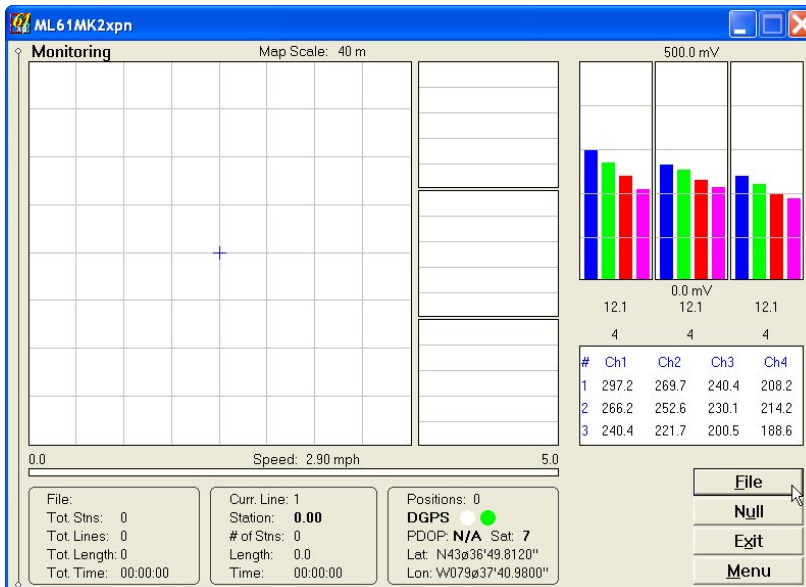 ML61MK2xpn
Monitoring Map Scale: 40 m 500.0 mV
0.0 mV
12.1 12.1 12.1
4 4 4
# Ch1 Ch2 Ch3 Ch4
1 297.2 269.7 240.4 208.2
2 266.2 252.6 230.1 214.2
3 240.4 221.7 200.5 188.6
0.0 Speed: 2.90 mph 5.0
File:
Tot. Stns: 0
Tot. Lines: 0
Tot. Length: 0
Tot. Time: 00:00:00
Curr. Line: 1
Station: 0.00
# of Stns: 0
Length: 0.0
Time: 00:00:00
Positions: 0
DGPS
PDOP: N/A Sat: 7
Lat: N43ø36'49.8120"
Lon: W079ø37'40.9800"
File
Null
Exit
Menu